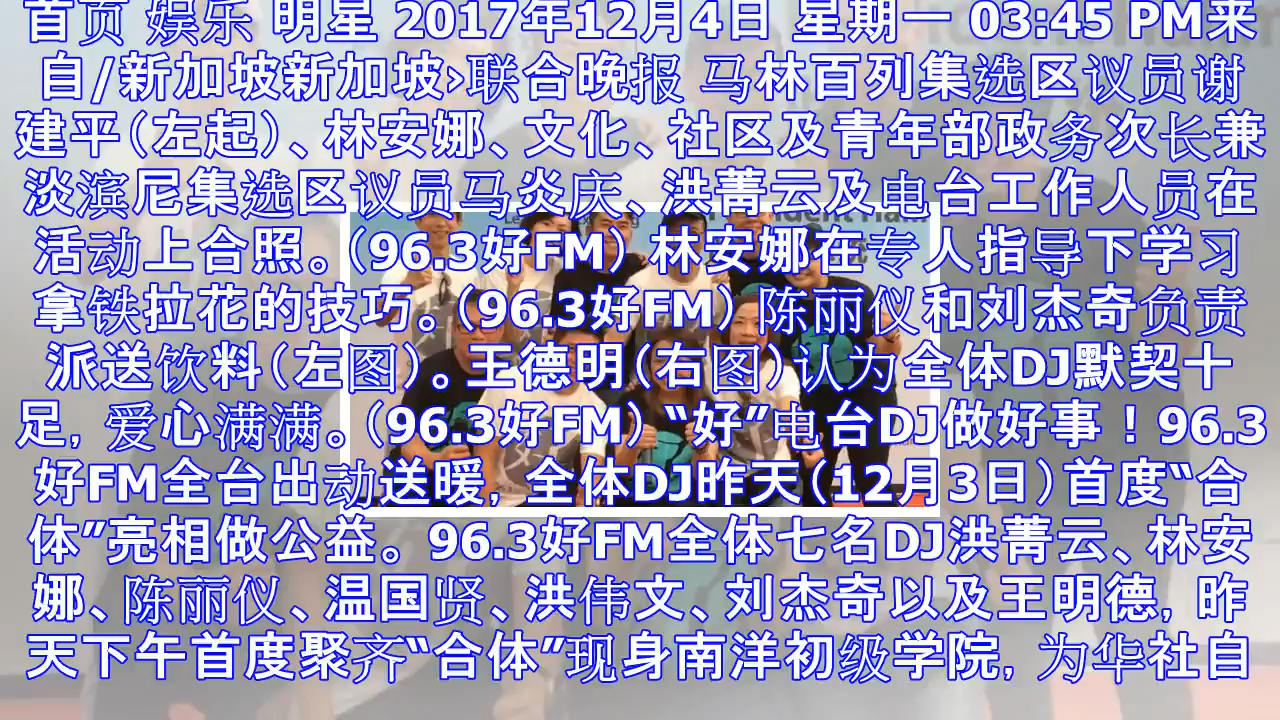 首页 娱乐 明星 2017年12月4日 星期一 03:45 PM来
自/新加坡新加坡>联合晚报 马林百列集选区议员谢
建平（左起）、林安娜、文化、社区及青年部政务次长兼
淡滨尼集选区议员马炎庆、洪菁云及电台工作人员在
活动上合照。（96.3好FM） 林安娜在专人指导下学习
拿铁拉花的技巧。（96.3好FM） 陈丽仪和刘杰奇负责
派送饮料（左图）。王德明（右图）认为全体DJ默契十
足，爱心满满。（96.3好FM） “好”电台DJ做好事！96.3
好FM全台出动送暖，全体DJ昨天（12月3日）首度“合
体”亮相做公益。96.3好FM全体七名DJ洪菁云、林安
娜、陈丽仪、温国贤、洪伟文、刘杰奇以及王明德，昨
天下午首度聚齐“合体”现身南洋初级学院，为华社自